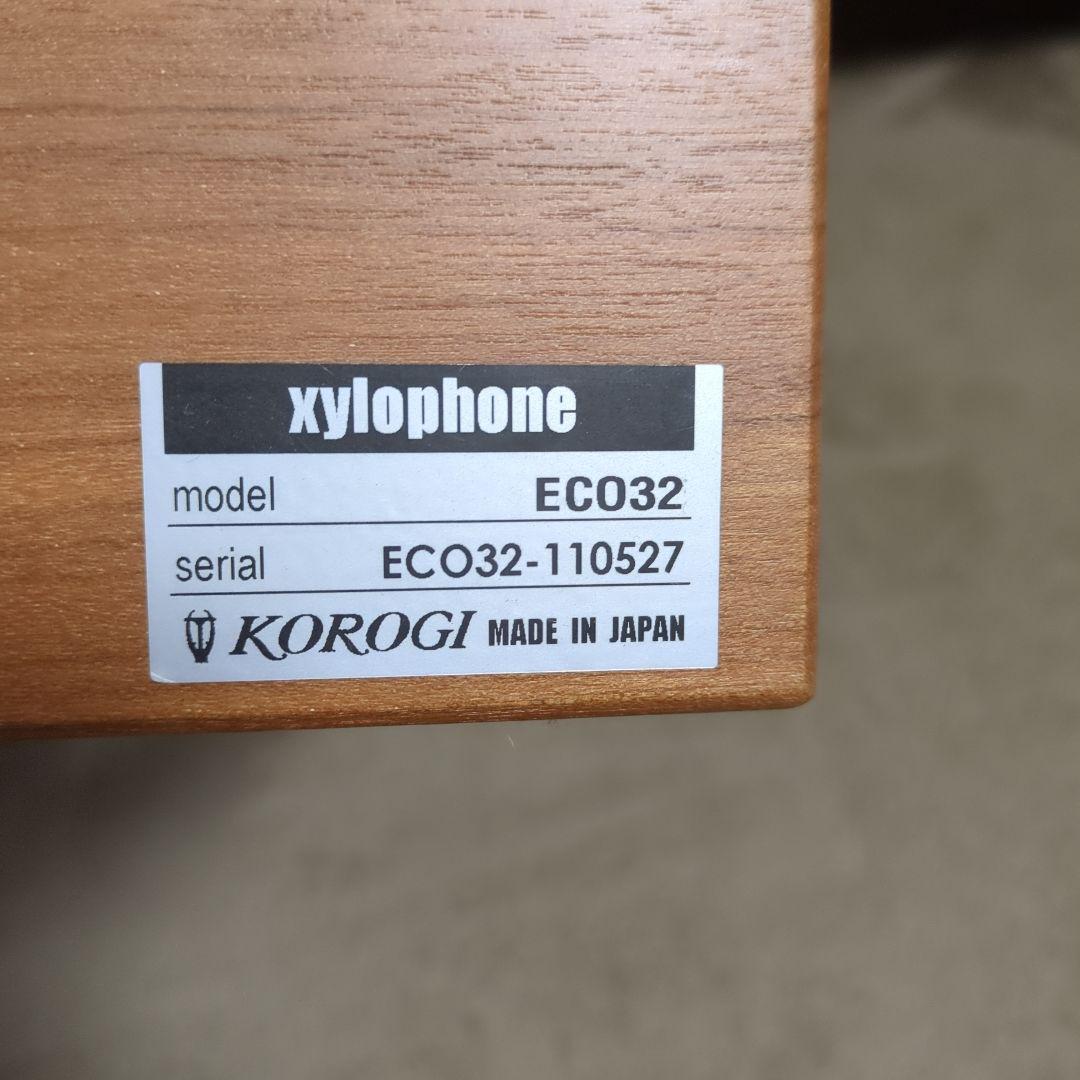 xylophone
model ECO32
serial ECO32-110527
KOROGI MADE IN JAPAN